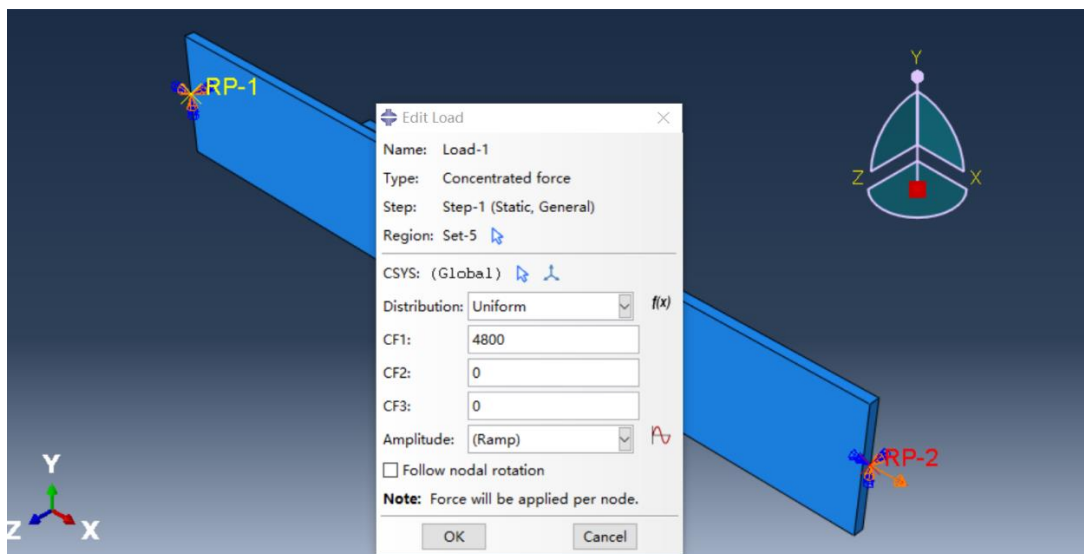 RP-1
Edit Load
Name: Load-1
Type: Concentrated force
Step: Step-1 (Static, General)
Region: Set-5
CSYS: (Global)
Distribution: Uniform f(x)
CF1: 4800
CF2: 0
CF3: 0
Amplitude: (Ramp)
Follow nodal rotation
Note: Force will be applied per node.
OK Cancel
Y
Z X
RP-2
Y
Z X